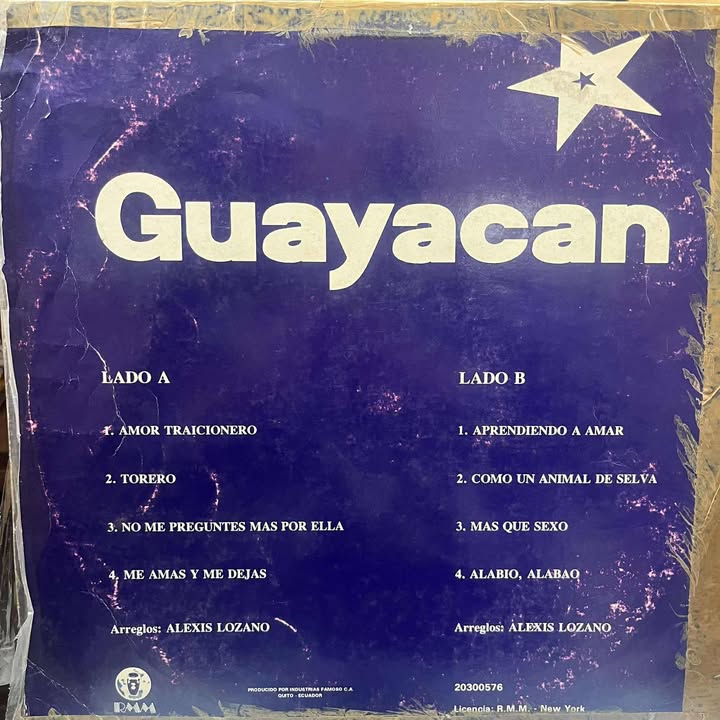 Guayacan
LADO A
1. AMOR TRAICIONERO
2. TORERO
3. NO ME PREGUNTES MAS POR ELLA
4. ME AMAS Y ME DEJAS
Arreglos: ALEXIS LOZANO
LADO B
1. APRENDIENDO A AMAR
2. COMO UN ANIMAL DE SELVA
3. MAS QUE SEXO
4. ALABIO, ALABAO
Arreglos: ALEXIS LOZANO
RMM
PRODUCIDO POR INDUSTRIAS FAMOSO C.A
QUITO - ECUADOR
20300576
Licencia: R.M.M. - New York